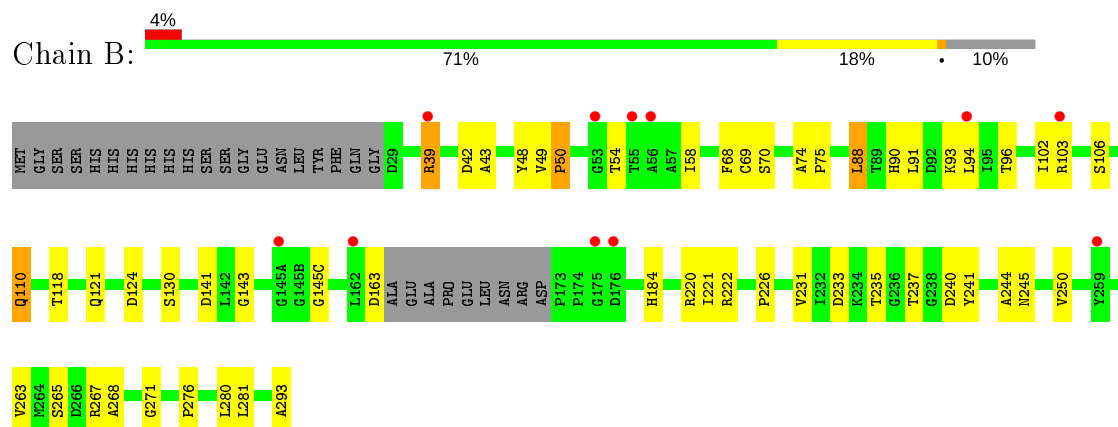 4%
Chain B:
71% 18% • 10%
MET GLY SER SER HIS HIS HIS HIS HIS HIS SER SER GLY GLU ASN LEU TYR PHE GLN GLY D29 R39 D42 A43 Y48 V49 P50 G53 T54 T55 A56 A57 I58 F68 C69 S70 A74 P75 L88 T89 H90 L91 D92 K93 L94 I95 T96 I102 R103 S106
Q110 T118 Q121 D124 S130 D141 L142 G143 G145A G145B G145C L162 D163 ALA GLU ALA PRO GLU LEU ASN ARG ASP P173 P174 G175 D176 H184 R220 I221 R222 P226 V231 I232 D233 K234 T235 G236 T237 G238 D240 Y241 A244 N245 V250 Y259
V263 M264 S265 D266 R267 A268 G271 P276 L280 L281 A293